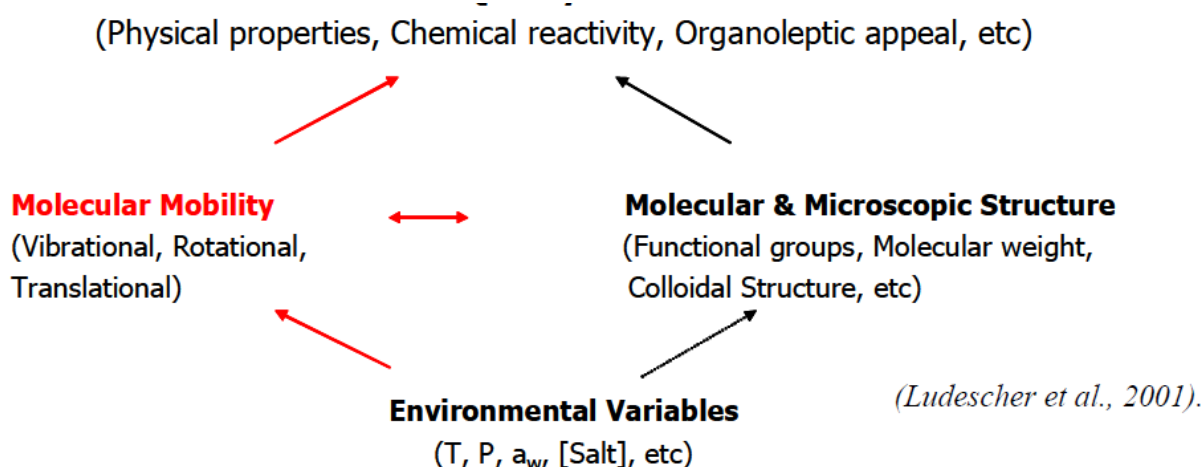 (Physical properties, Chemical reactivity, Organoleptic appeal, etc)
Molecular Mobility
(Vibrational, Rotational,
Translational)
Molecular & Microscopic Structure
(Functional groups, Molecular weight,
Colloidal Structure, etc)
Environmental Variables
(T, P, a_w, [Salt], etc)
(Ludescher et al., 2001).